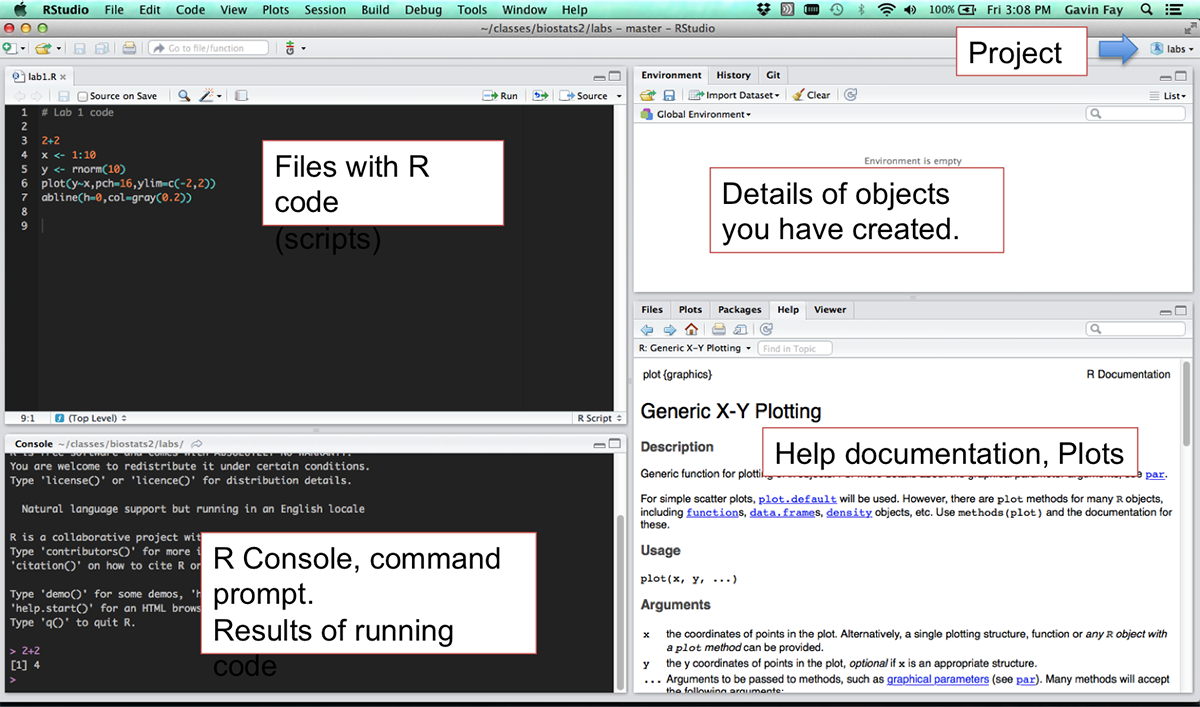 RStudio File Edit Code View Plots Session Build Debug Tools Window Help 100% Fri 3:08 PM Gavin Fay
~/classes/biostats2/labs – master – RStudio
Go to file/function
Project
labs
lab1.R
Source on Save Run Source
1 # Lab 1 code
2
3 2+2
4 x <- 1:10
5 y <- rnorm(10)
6 plot(y~x,pch=16,ylim=c(-2,2))
7 abline(h=0,col=gray(0.2))
8
9
Files with R
code
(scripts)
9:1 (Top Level) R Script
Environment History Git
Import Dataset Clear List
Global Environment
Environment is empty
Details of objects
you have created.
Console ~/classes/biostats2/labs/
R is free software and comes with ABSOLUTELY NO WARRANTY.
You are welcome to redistribute it under certain conditions.
Type 'license()' or 'licence()' for distribution details.
Natural language support but running in an English locale
R is a collaborative project wit
Type 'contributors()' for more i
'citation()' on how to cite R or
Type 'demo()' for some demos, 'h
'help.start()' for an HTML brows
Type 'q()' to quit R.
> 2+2
[1] 4
>
R Console, command
prompt.
Results of running
code
Files Plots Packages Help Viewer
R: Generic X-Y Plotting Find in Topic
plot {graphics} R Documentation
Generic X-Y Plotting
Description
Help documentation, Plots
Generic function for plotting see par.
For simple scatter plots, plot.default will be used. However, there are plot methods for many R objects,
including functions, data.frames, density objects, etc. Use methods(plot) and the documentation for
these.
Usage
plot(x, y, ...)
Arguments
x the coordinates of points in the plot. Alternatively, a single plotting structure, function or any R object with
a plot method can be provided.
y the y coordinates of points in the plot, optional if x is an appropriate structure.
... Arguments to be passed to methods, such as graphical parameters (see par). Many methods will accept
the following arguments: